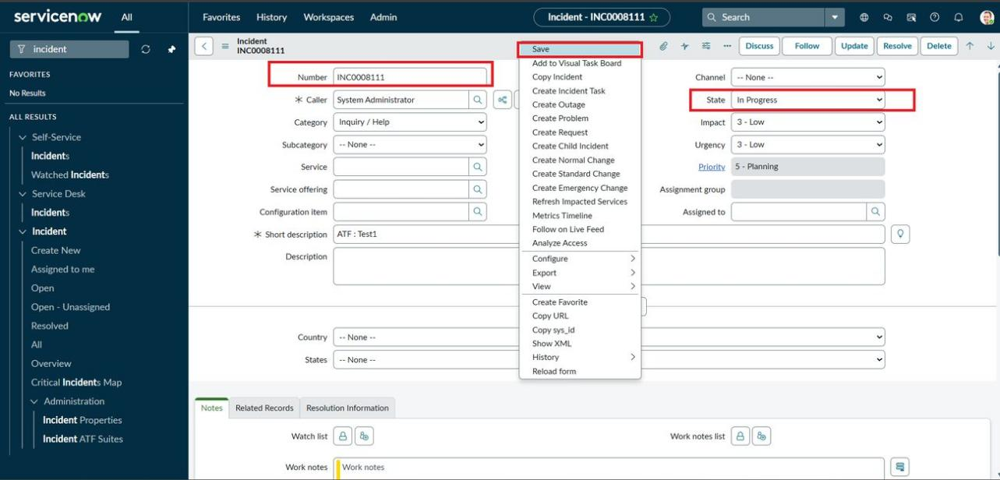 servicenow All Favorites History Workspaces Admin Incident - INC0008111 Search
incident
FAVORITES
No Results
ALL RESULTS
Self-Service
Incidents
Watched Incidents
Service Desk
Incidents
Incident
Create New
Assigned to me
Open
Open - Unassigned
Resolved
All
Overview
Critical Incidents Map
Administration
Incident Properties
Incident ATF Suites
Incident
INC0008111
Discuss Follow Update Resolve Delete
Number INC0008111
Caller System Administrator
Category Inquiry / Help
Subcategory -- None --
Service
Service offering
Configuration item
Short description ATF : Test1
Description
Country -- None --
States -- None --
Save
Add to Visual Task Board
Copy Incident
Create Incident Task
Create Outage
Create Problem
Create Request
Create Child Incident
Create Normal Change
Create Standard Change
Create Emergency Change
Refresh Impacted Services
Metrics Timeline
Follow on Live Feed
Analyze Access
Configure
Export
View
Create Favorite
Copy URL
Copy sys_id
Show XML
History
Reload form
Channel -- None --
State In Progress
Impact 3 - Low
Urgency 3 - Low
Priority 5 - Planning
Assignment group
Assigned to
Notes Related Records Resolution Information
Watch list Work notes list
Work notes Work notes